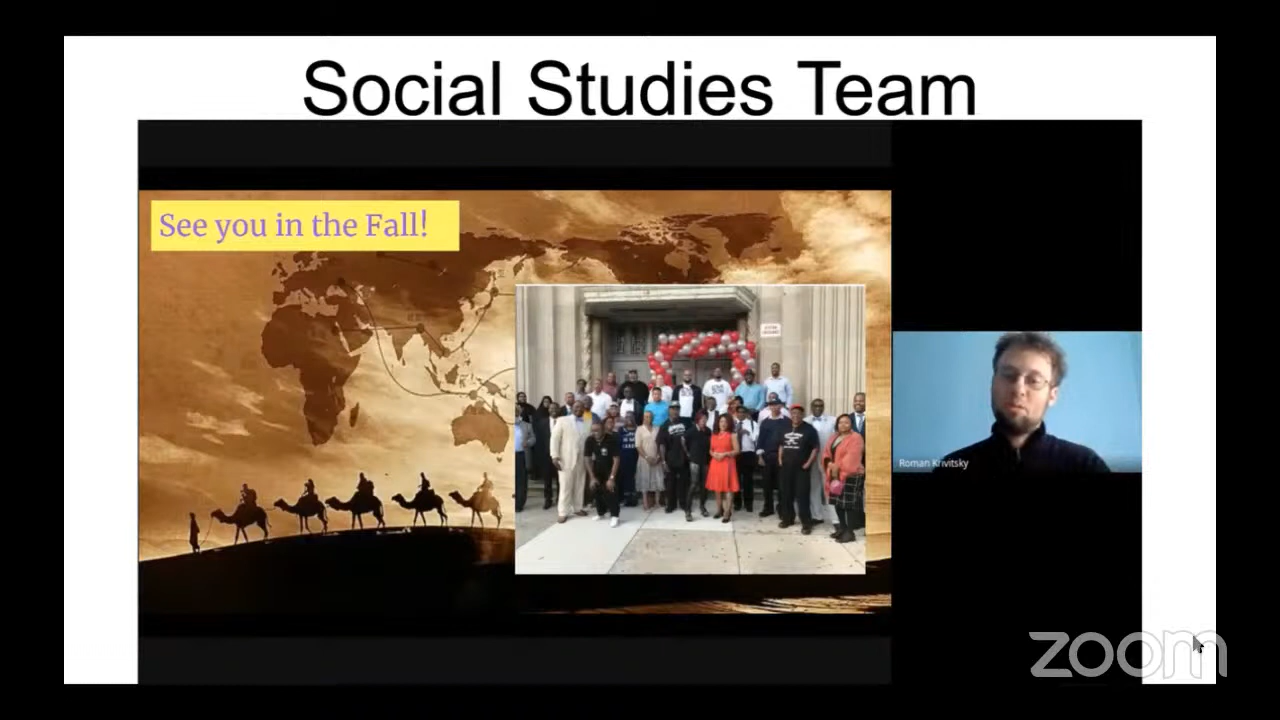 Social Studies Team
See you in the Fall!
Roman Krivitsky
zoom